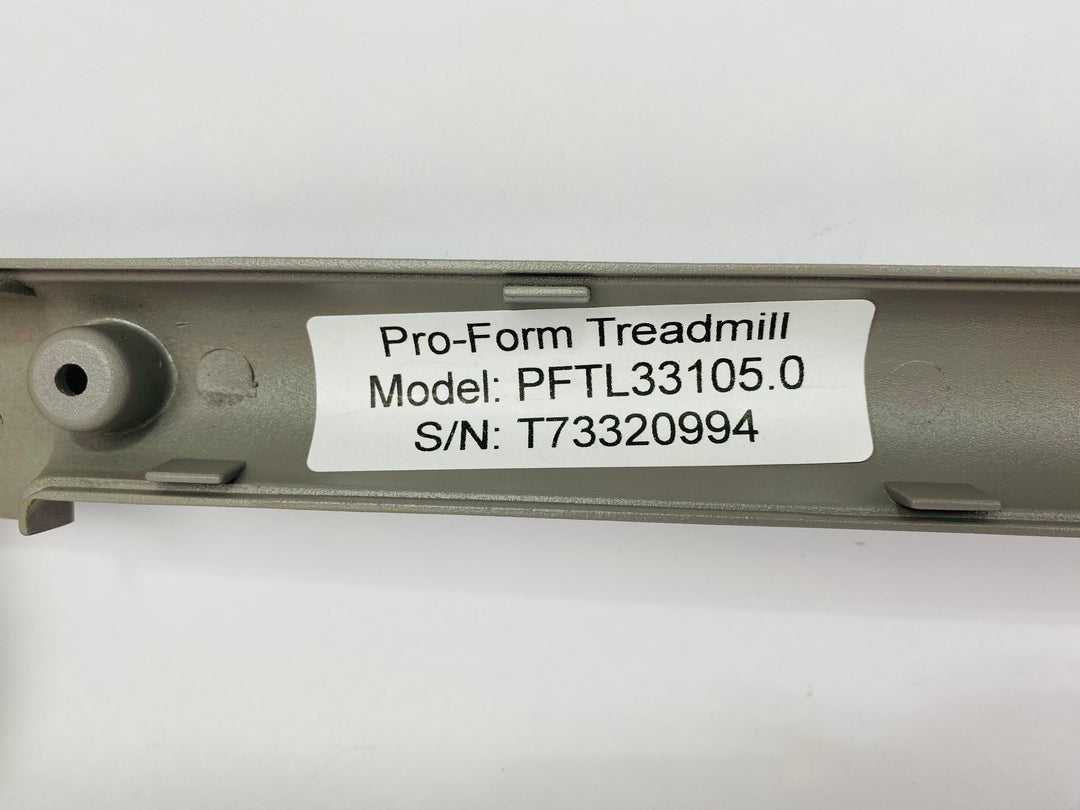 Pro-Form Treadmill
Model: PFTL33105.0
S/N: T73320994